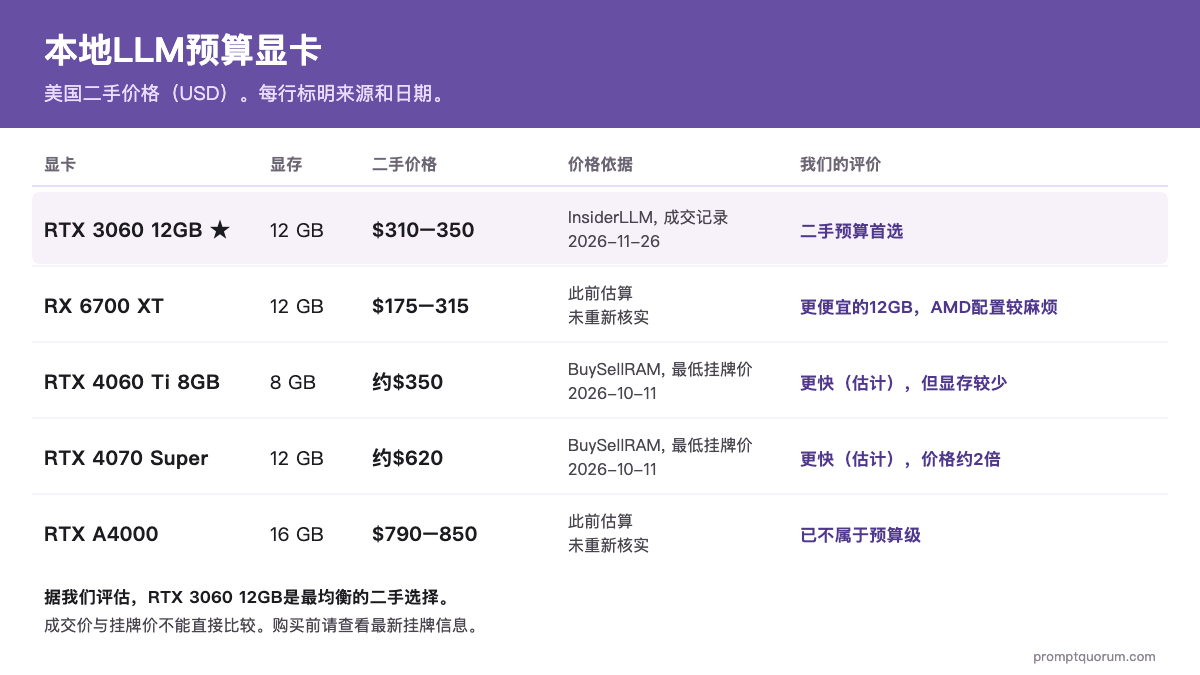 本地LLM预算显卡
美国二手价格（USD）。每行标明来源和日期。
显卡 显存 二手价格 价格依据 我们的评价
RTX 3060 12GB ★ 12 GB $310–350 InsiderLLM, 成交记录 2026–11–26 二手预算首选
RX 6700 XT 12 GB $175–315 此前估算 未重新核实 更便宜的12GB，AMD配置较麻烦
RTX 4060 Ti 8GB 8 GB 约$350 BuySellRAM, 最低挂牌价 2026–10–11 更快（估计），但显存较少
RTX 4070 Super 12 GB 约$620 BuySellRAM, 最低挂牌价 2026–10–11 更快（估计），价格约2倍
RTX A4000 16 GB $790–850 此前估算 未重新核实 已不属于预算级
据我们评估，RTX 3060 12GB是最均衡的二手选择。
成交价与挂牌价不能直接比较。购买前请查看最新挂牌信息。
promptquorum.com